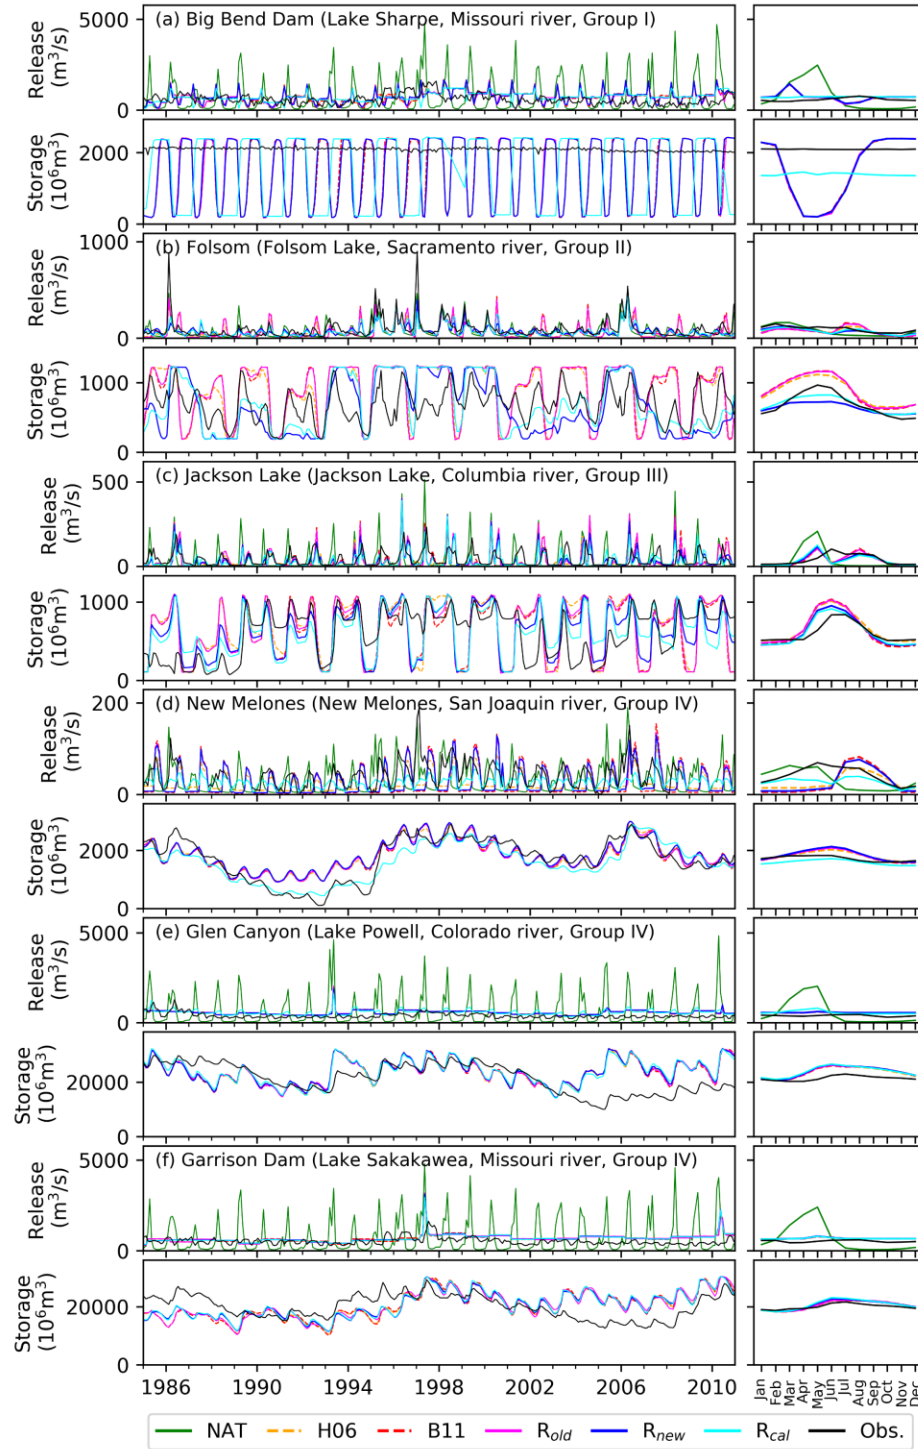 (a) Big Bend Dam (Lake Sharpe, Missouri river, Group I)
Release
(m³/s)
5000
0
Storage
(10⁶m³)
2000
0
(b) Folsom (Folsom Lake, Sacramento river, Group II)
Release
(m³/s)
1000
0
Storage
(10⁶m³)
1000
0
(c) Jackson Lake (Jackson Lake, Columbia river, Group III)
Release
(m³/s)
500
0
Storage
(10⁶m³)
1000
0
(d) New Melones (New Melones, San Joaquin river, Group IV)
Release
(m³/s)
200
0
Storage
(10⁶m³)
2000
0
(e) Glen Canyon (Lake Powell, Colorado river, Group IV)
Release
(m³/s)
5000
0
Storage
(10⁶m³)
20000
0
(f) Garrison Dam (Lake Sakakawea, Missouri river, Group IV)
Release
(m³/s)
5000
0
Storage
(10⁶m³)
20000
0
1986 1990 1994 1998 2002 2006 2010
Jan Feb Mar Apr May Jun Jul Aug Sep Oct Nov Dec
NAT H06 B11 R_old R_new R_cal Obs.